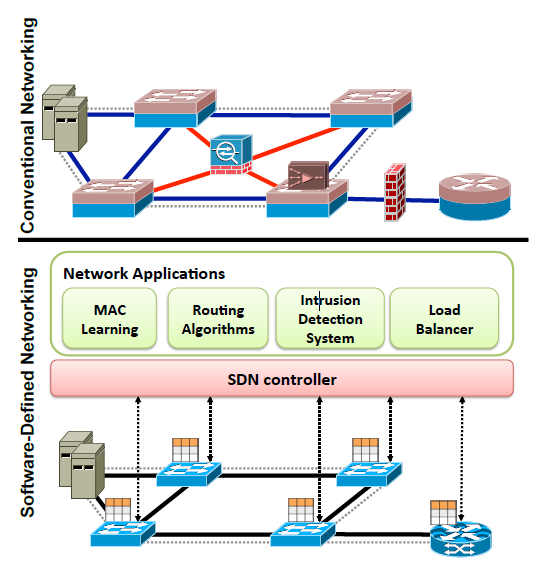 Conventional Networking
Software-Defined Networking
Network Applications
MAC
Learning
Routing
Algorithms
Intrusion
Detection
System
Load
Balancer
SDN controller